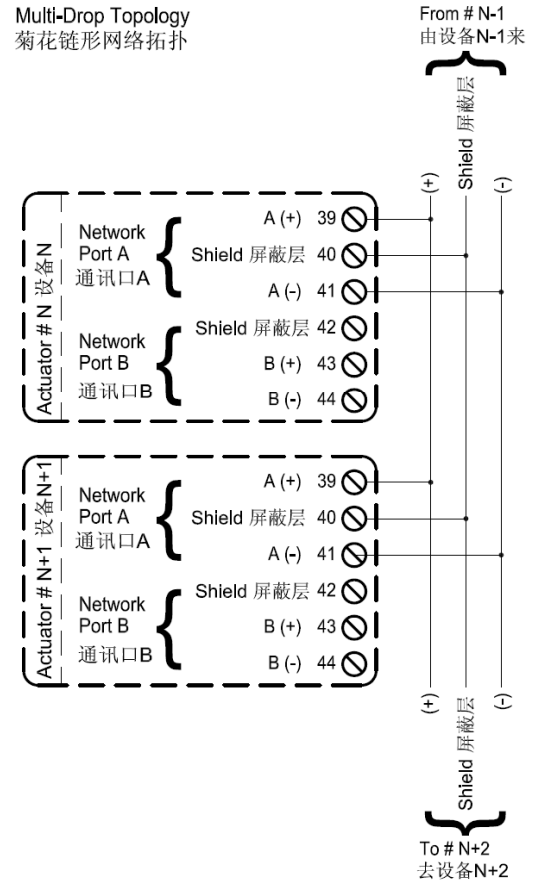 Multi-Drop Topology
菊花链形网络拓扑
From # N-1
由设备N-1来
(+)
Shield 屏蔽层
(-)
Actuator # N 设备N
Network
Port A
通讯口A
A (+) 39
Shield 屏蔽层 40
A (-) 41
Network
Port B
通讯口B
Shield 屏蔽层 42
B (+) 43
B (-) 44
Actuator # N+1 设备N+1
Network
Port A
通讯口A
A (+) 39
Shield 屏蔽层 40
A (-) 41
Network
Port B
通讯口B
Shield 屏蔽层 42
B (+) 43
B (-) 44
(+)
Shield 屏蔽层
(-)
To # N+2
去设备N+2